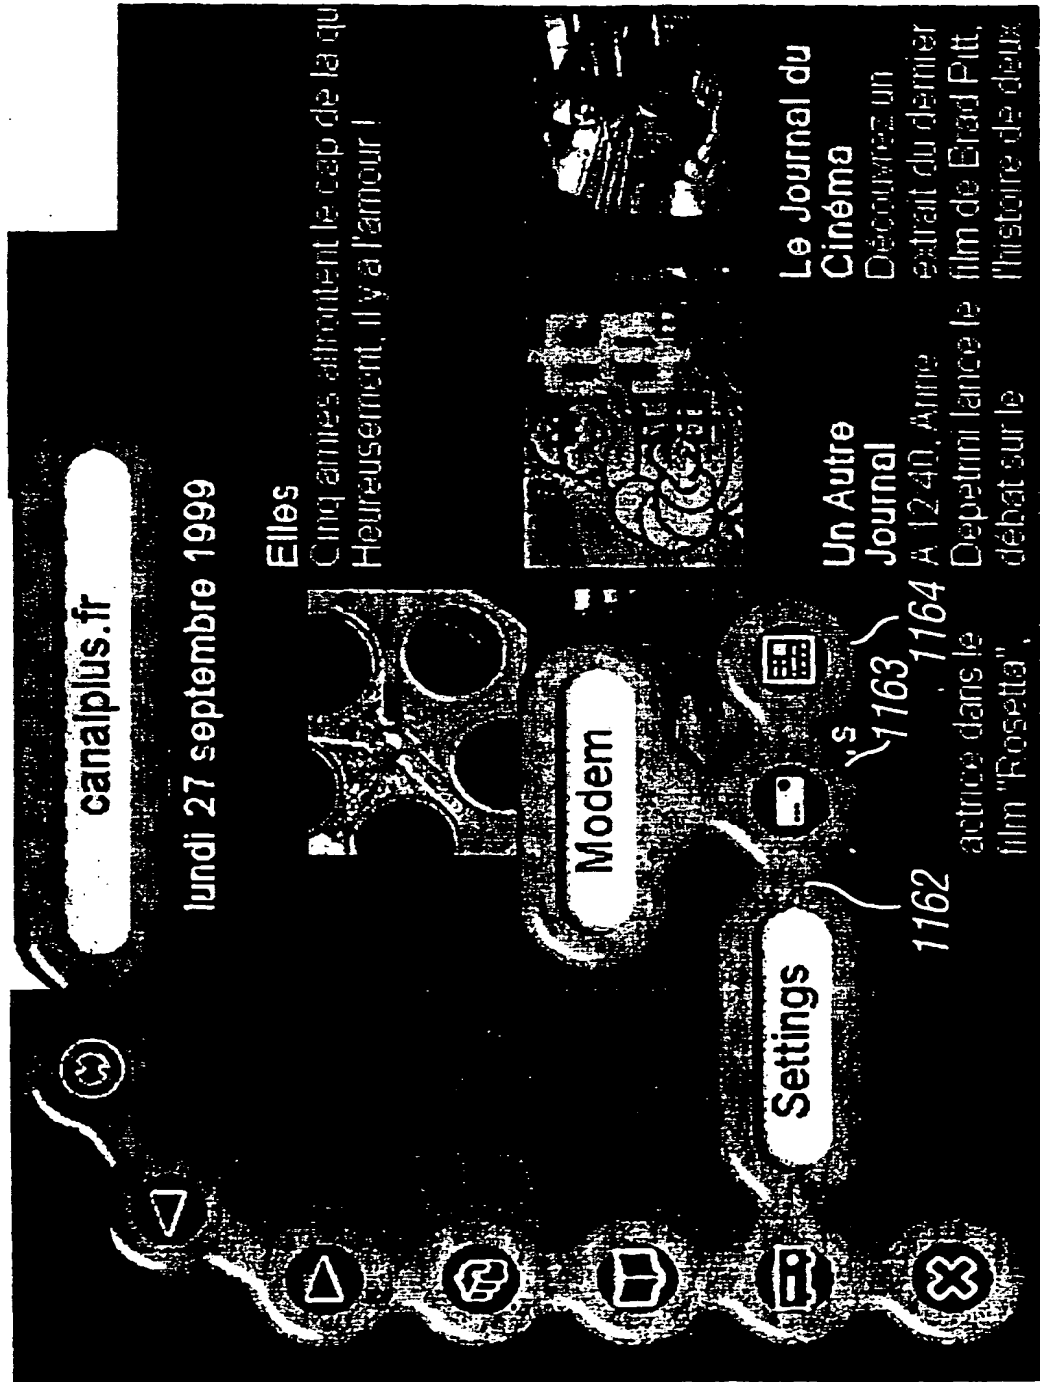 canalplus.fr
lundi 27 septembre 1999
Elles
Cinq amies affrontent le cap de la qu
Heureusement, il y a l'amour !
Modem
Settings
1162
1163
1164
's
actrice dans le
film "Rosetta",
Un Autre
Journal
A 12:40, Anne
Depetrini lance le
débat sur le
Le Journal du
Cinéma
Découvrez un
extrait du dernier
film de Brad Pitt,
l'histoire de deux